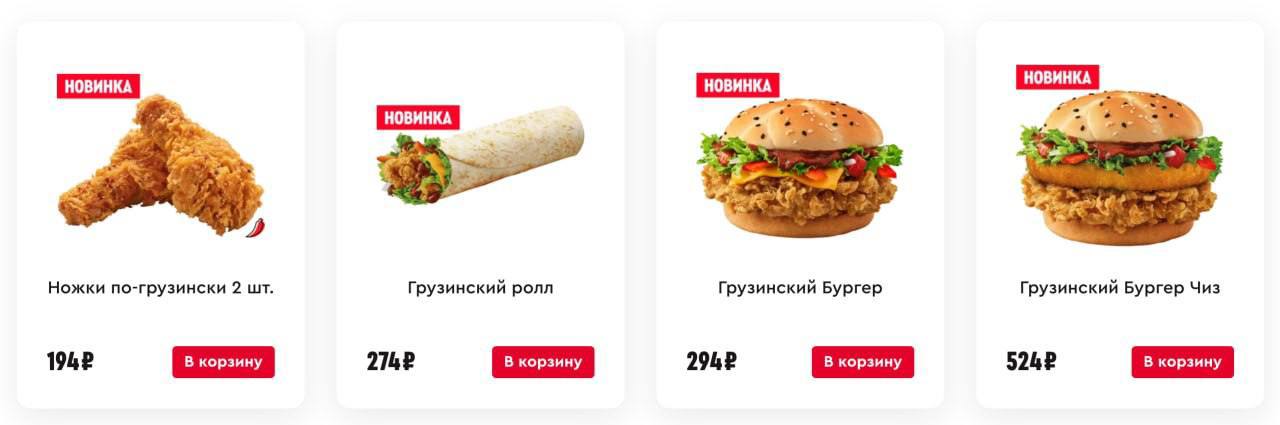 НОВИНКА
Ножки по-грузински 2 шт.
194₽
В корзину
НОВИНКА
Грузинский ролл
274₽
В корзину
НОВИНКА
Грузинский Бургер
294₽
В корзину
НОВИНКА
Грузинский Бургер Чиз
524₽
В корзину